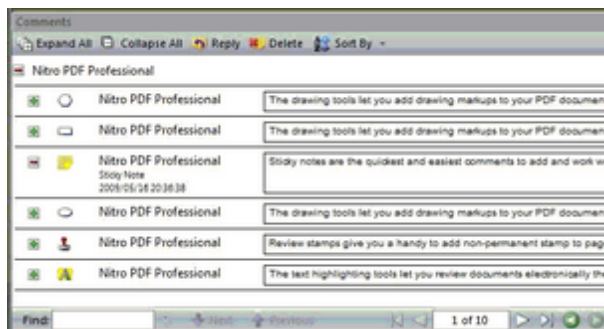 Comments
Expand All Collapse All Reply Delete Sort By
Nitro PDF Professional
Nitro PDF Professional The drawing tools let you add drawing markups to your PDF documen
Nitro PDF Professional The drawing tools let you add drawing markups to your PDF documen
Nitro PDF Professional Sticky notes are the quickest and easiest comments to add and work w
Sticky Note
2009/05/16 20:36:38
Nitro PDF Professional The drawing tools let you add drawing markups to your PDF documen
Nitro PDF Professional Review stamps give you a handy to add non-permanent stamp to pag
Nitro PDF Professional The text highlighting tools let you review documents electronically the
Find: Next Previous 1 of 10